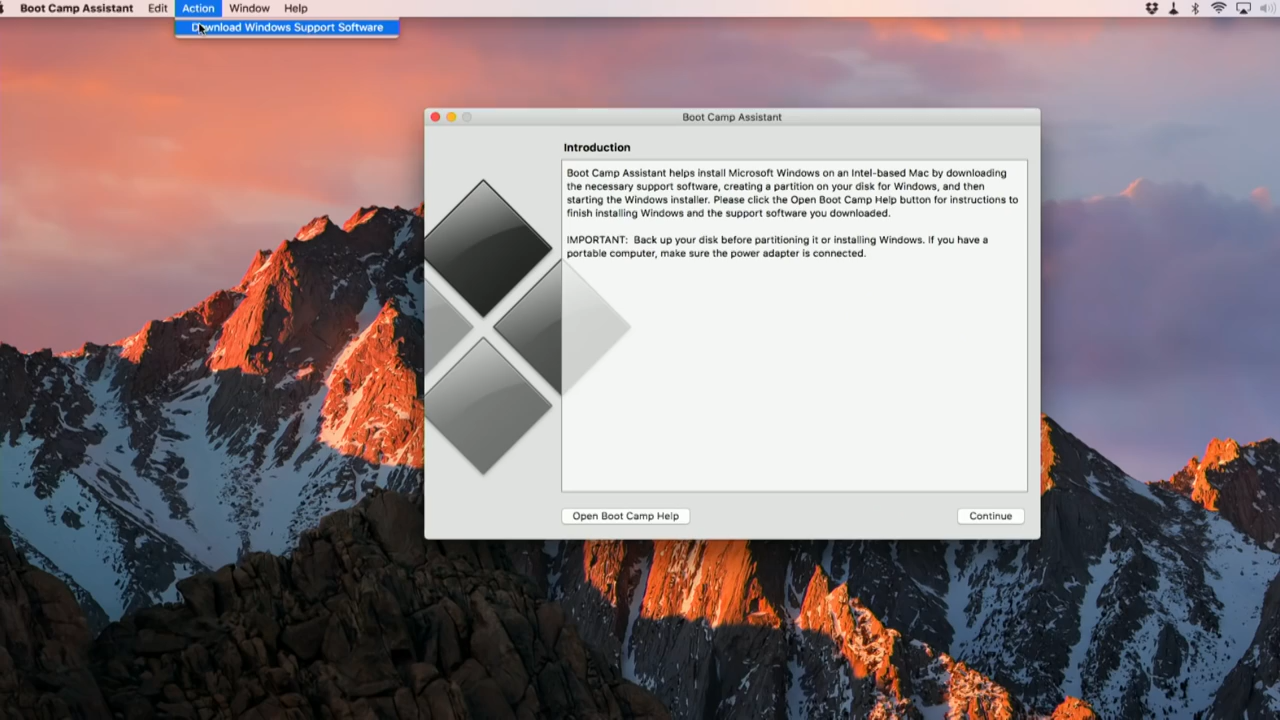 Boot Camp Assistant Edit Action Window Help
Download Windows Support Software
Boot Camp Assistant
Introduction
Boot Camp Assistant helps install Microsoft Windows on an Intel-based Mac by downloading
the necessary support software, creating a partition on your disk for Windows, and then
starting the Windows installer. Please click the Open Boot Camp Help button for instructions to
finish installing Windows and the support software you downloaded.
IMPORTANT: Back up your disk before partitioning it or installing Windows. If you have a
portable computer, make sure the power adapter is connected.
Open Boot Camp Help
Continue